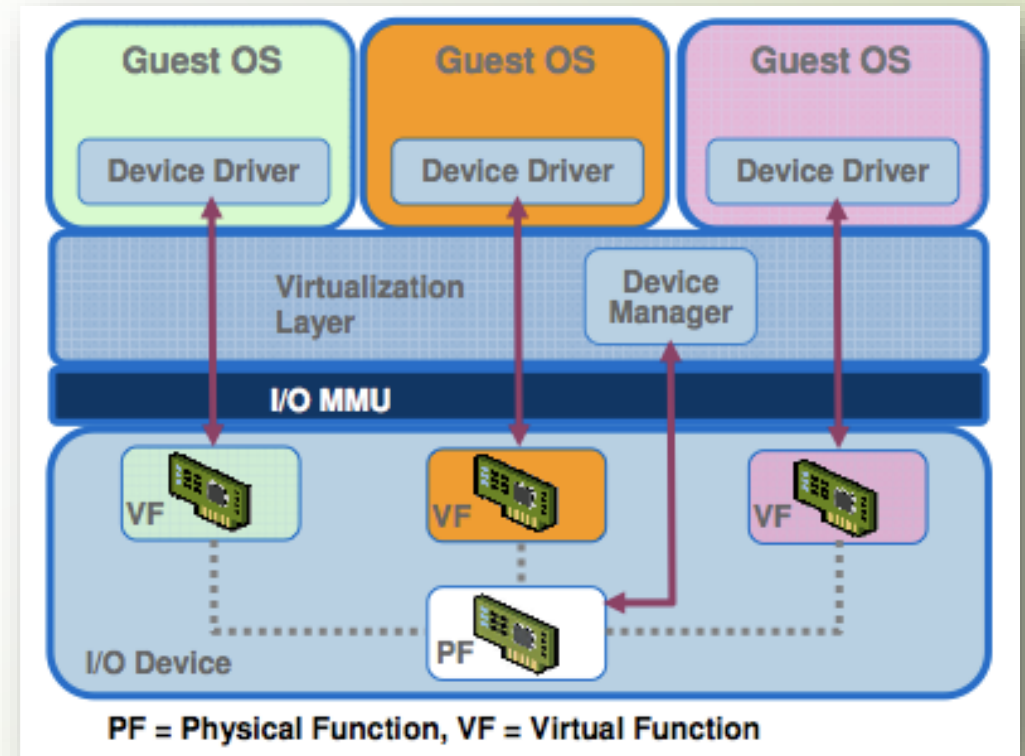 Guest OS
Guest OS
Guest OS
Device Driver
Device Driver
Device Driver
Virtualization
Layer
Device
Manager
I/O MMU
VF
VF
VF
PF
I/O Device
PF = Physical Function, VF = Virtual Function